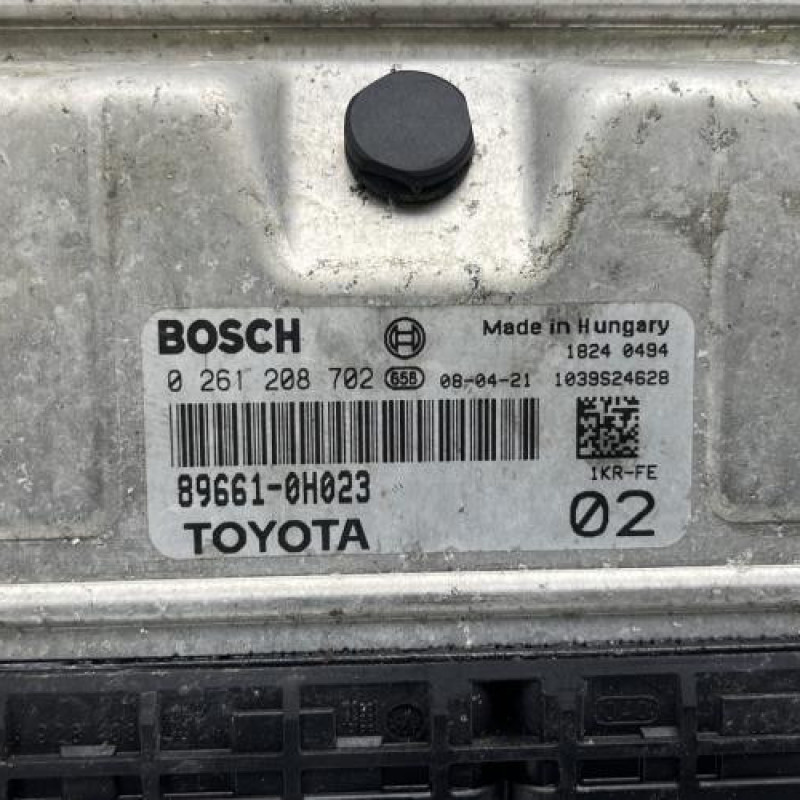 BOSCH Made in Hungary
1824 0494
0 261 208 702 656 08-04-21 1039S24628
89661-0H023 1KR-FE
TOYOTA 02